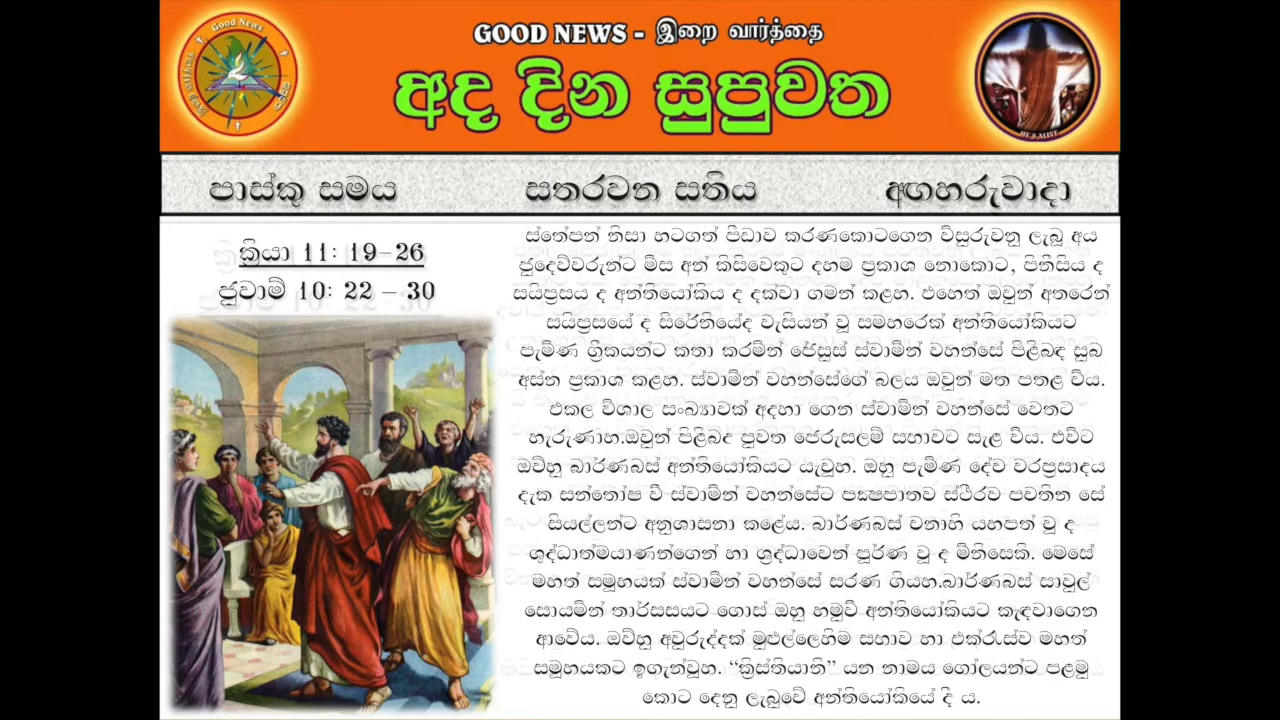 Good News
GOOD NEWS - இறை வார்த்தை
අද දින සුපුවත
HE,S ALIVE
පාස්කු සමය
සතරවන සතිය
අඟහරුවාදා
ක්‍රියා 11: 19-26
ජුවාම් 10: 22 - 30
ස්තේපන් නිසා හටගත් පීඩාව කරණකොටගෙන විසුරුවනු ලැබූ අය
ජුදෙව්වරුන්ට මිස අන් කිසිවෙකුට දහම ප්‍රකාශ නොකොට, පිනීසිය ද
සයිප්‍රසය ද අන්තියෝකිය ද දක්වා ගමන් කළහ. එහෙත් ඔවුන් අතරෙන්
සයිප්‍රසයේ ද සිරේනියේද වැසියන් වූ සමහරෙක් අන්තියෝකියට
පැමිණ ග්‍රීකයන්ට කතා කරමින් ජේසුස් ස්වාමින් වහන්සේ පිළිබඳ සුබ
අස්න ප්‍රකාශ කළහ. ස්වාමින් වහන්සේගේ බලය ඔවුන් මත පතළ විය.
එකල විශාල සංඛ්‍යාවක් අදහා ගෙන ස්වාමින් වහන්සේ වෙතට
හැරුණාහ.ඔවුන් පිළිබඳ පුවත ජෙරුසලම් සභාවට සැළ විය. එවිට
ඔව්හු බාර්ණබස් අන්තියෝකියට යැවූහ. ඔහු පැමිණ දේව වරප්‍රසාදය
දැක සන්තෝෂ වී ස්වාමින් වහන්සේට පක්‍ෂපාතව ස්ථිරව පවතින සේ
සියල්ලන්ට අනුශාසනා කළේය. බාර්ණබස් වනාහි යහපත් වූ ද
ශුද්ධාත්මයාණන්ගෙන් හා ශ්‍රද්ධාවෙන් පූර්ණ වූ ද මිනිසෙකි. මෙසේ
මහත් සමූහයක් ස්වාමින් වහන්සේ සරණ ගියහ.බාර්ණබස් සාවුල්
සොයමින් තාර්සසයට ගොස් ඔහු හමුවී අන්තියෝකියට කැඳවාගෙන
ආවේය. ඔව්හු අවුරුද්දක් මුළුල්ලෙහිම සභාව හා එක්රැස්ව මහත්
සමූහයකට ඉගැන්වූහ. “ක්‍රිස්තියානි” යන නාමය ගෝලයන්ට පළමු
කොට දෙනු ලැබුවේ අන්තියෝකියේ දී ය.